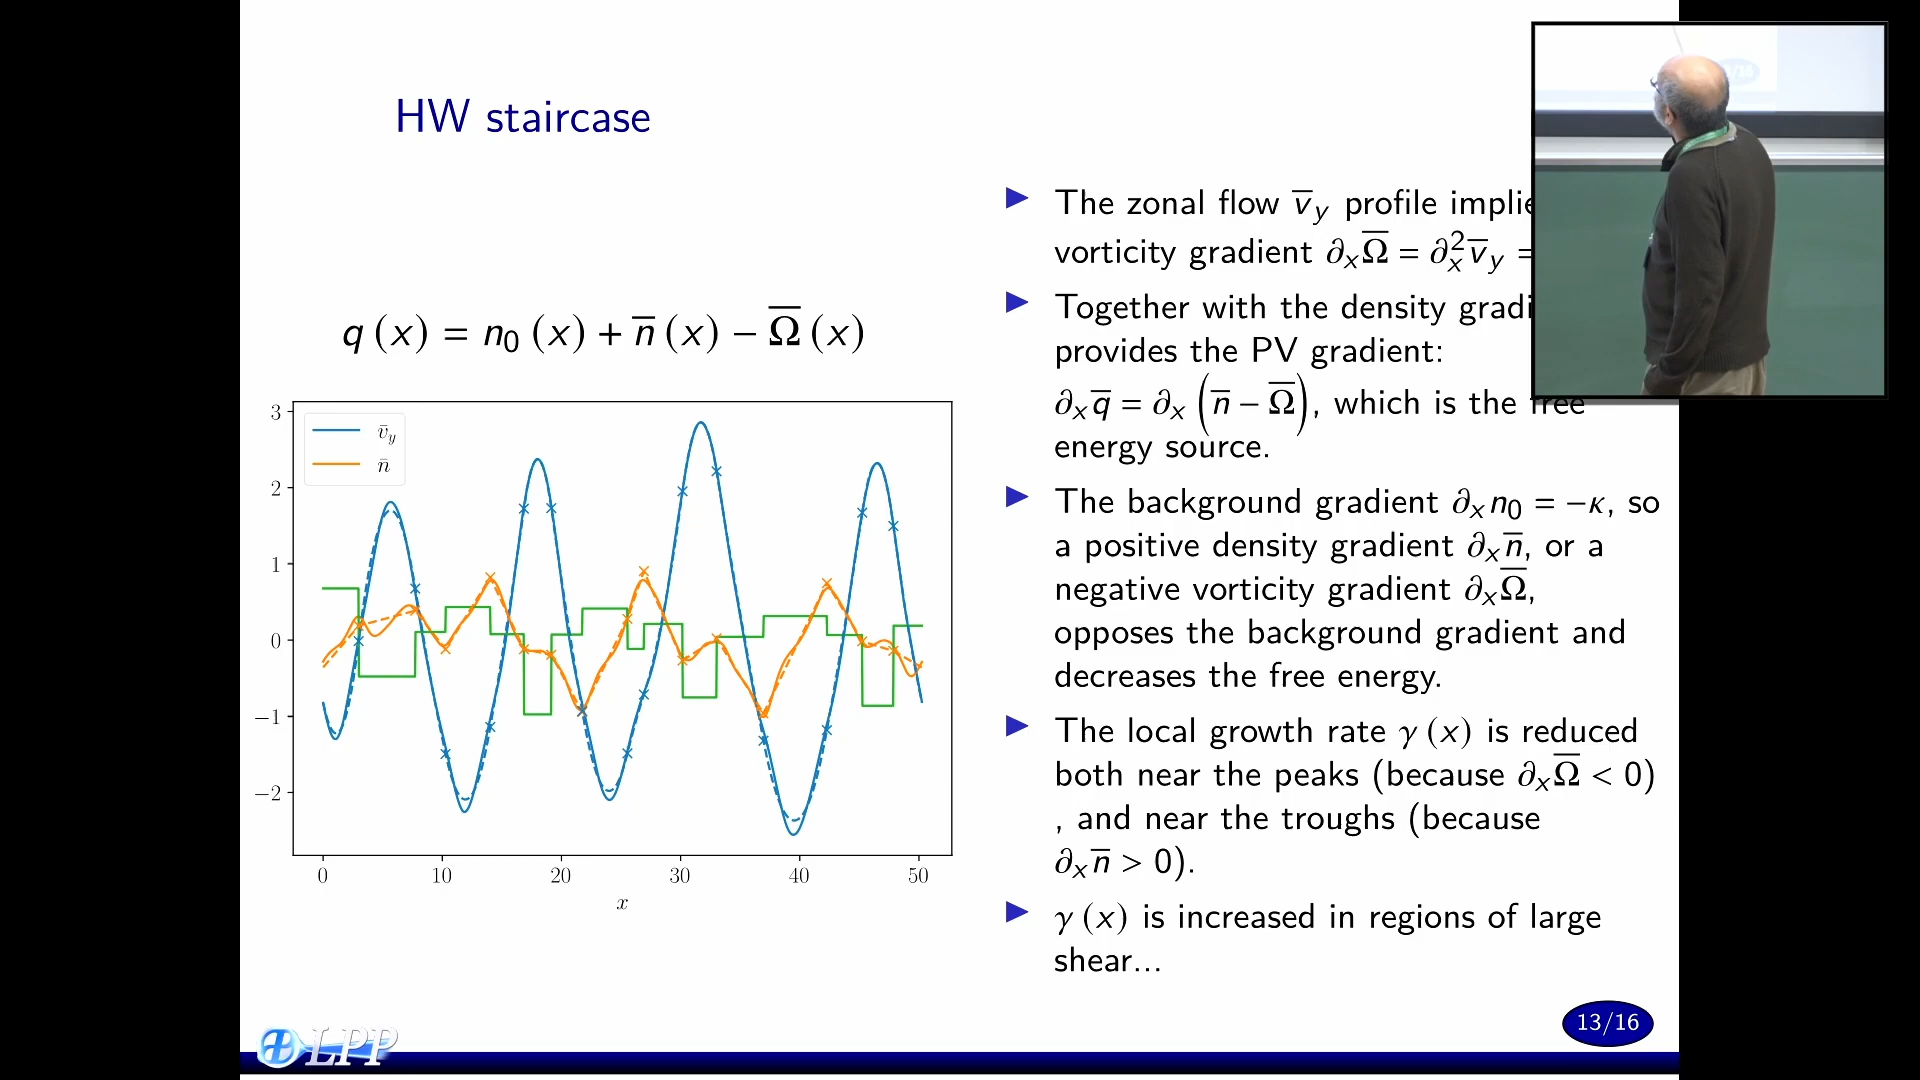 HW staircase
q (x) = n₀ (x) + n̅ (x) − Ω̅ (x)
3
2
1
0
−1
−2
v̄y
n̄
0 10 20 30 40 50
x
▶ The zonal flow v̅y profile
vorticity gradient ∂ₓΩ̅ = ∂ₓ²v̅y =
▶ Together with the density
provides the PV gradient:
∂ₓq̅ = ∂ₓ (n̅ − Ω̅), which is the free
energy source.
▶ The background gradient ∂ₓn₀ = −κ, so
a positive density gradient ∂ₓn̅, or a
negative vorticity gradient ∂ₓΩ̅,
opposes the background gradient and
decreases the free energy.
▶ The local growth rate γ (x) is reduced
both near the peaks (because ∂ₓΩ̅ < 0)
, and near the troughs (because
∂ₓn̅ > 0).
▶ γ (x) is increased in regions of large
shear...
LPP
13/16